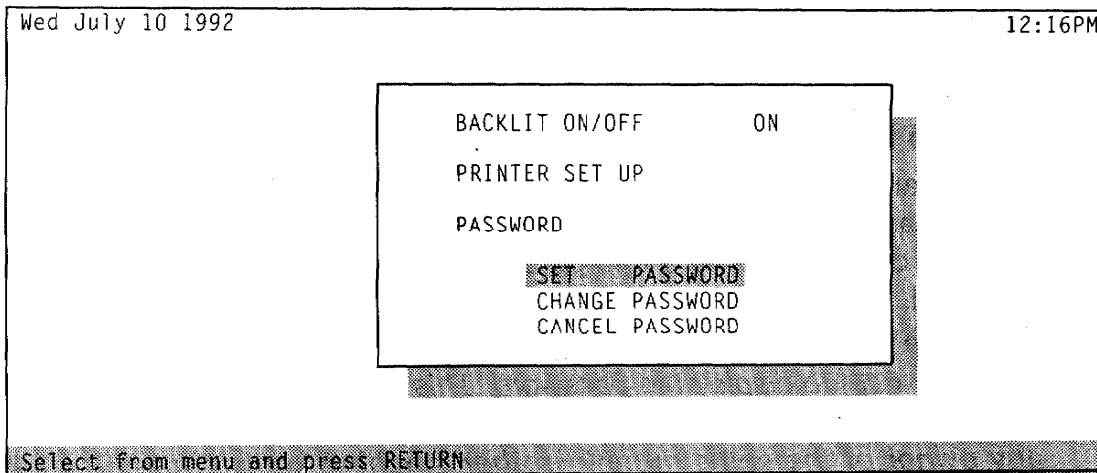 Wed July 10 1992 12:16PM
BACKLIT ON/OFF ON
PRINTER SET UP
PASSWORD
SET PASSWORD
CHANGE PASSWORD
CANCEL PASSWORD
Select from menu and press RETURN